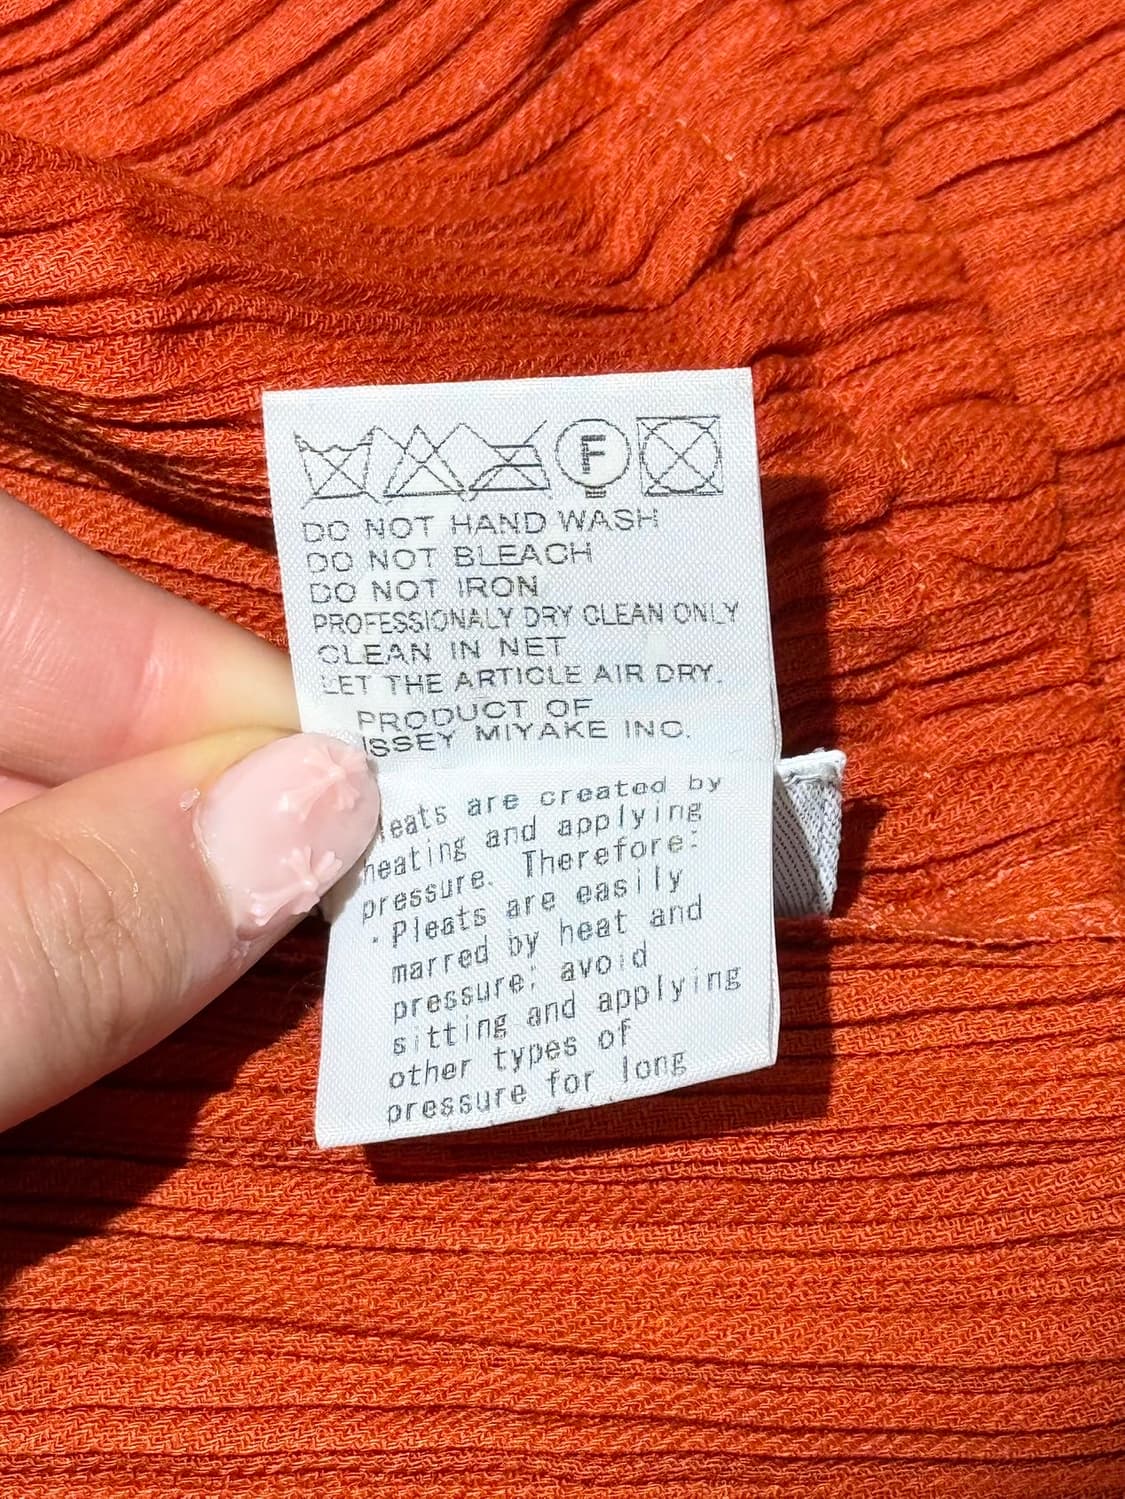 F
DO NOT HAND WASH
DO NOT BLEACH
DO NOT IRON
PROFESSIONALY DRY CLEAN ONLY
CLEAN IN NET
LET THE ARTICLE AIR DRY.
PRODUCT OF
ISSEY MIYAKE INC.
leats are created by
heating and applying
pressure. Therefore:
・Pleats are easily
marred by heat and
pressure; avoid
sitting and applying
other types of
pressure for long